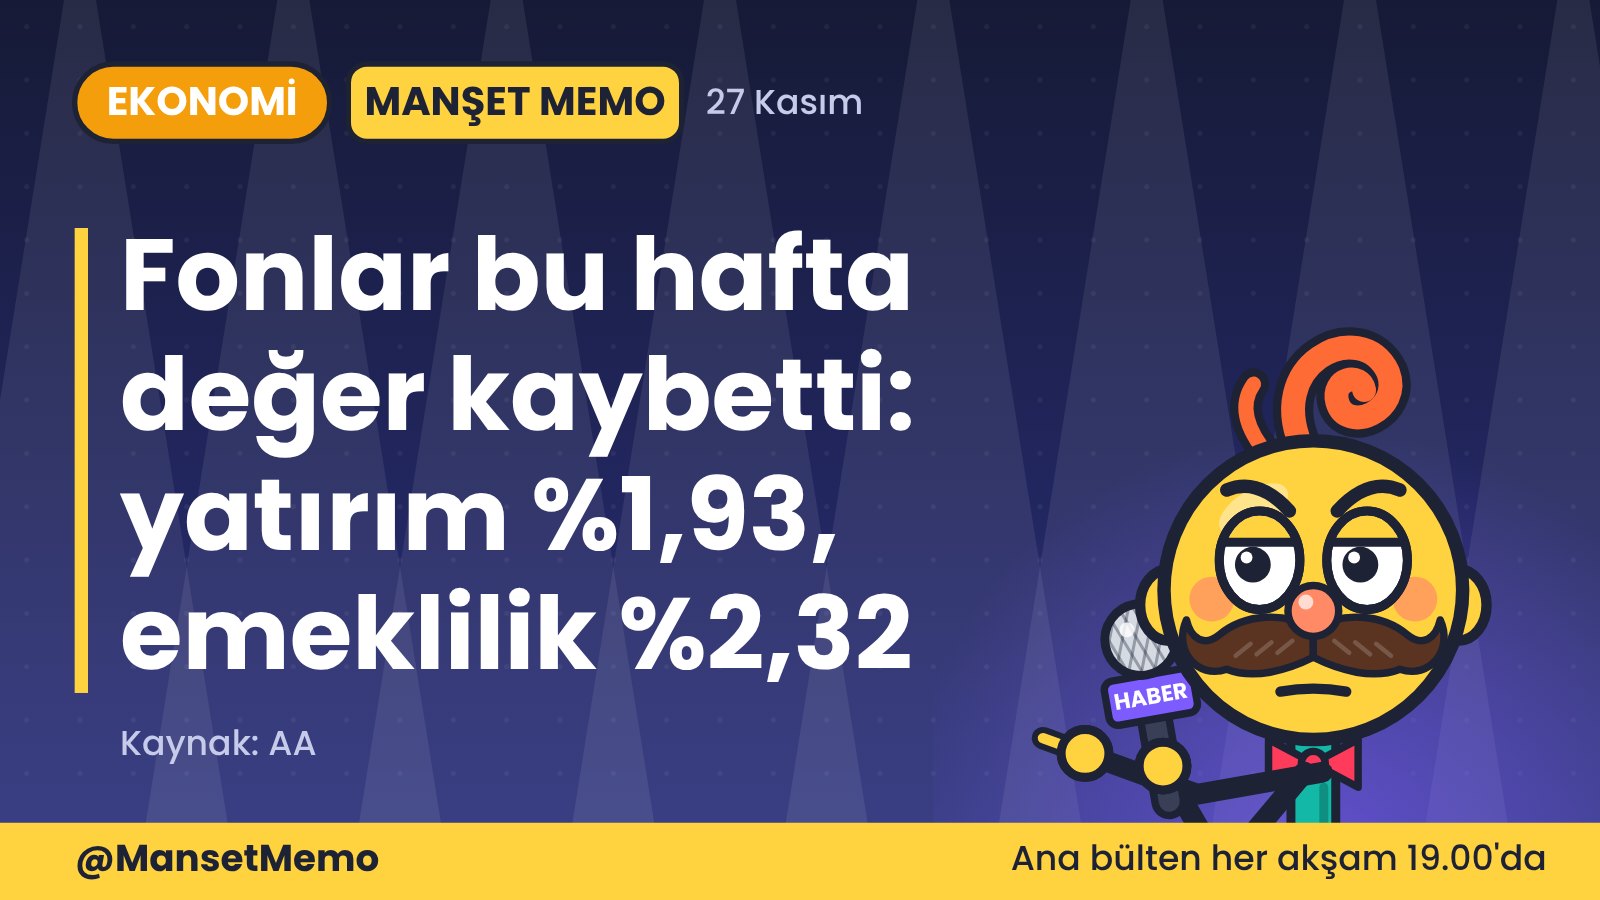 EKONOMİ
MANŞET MEMO
27 Kasım
Fonlar bu hafta
değer kaybetti:
yatırım %1,93,
emeklilik %2,32
Kaynak: AA
HABER
@MansetMemo
Ana bülten her akşam 19.00'da